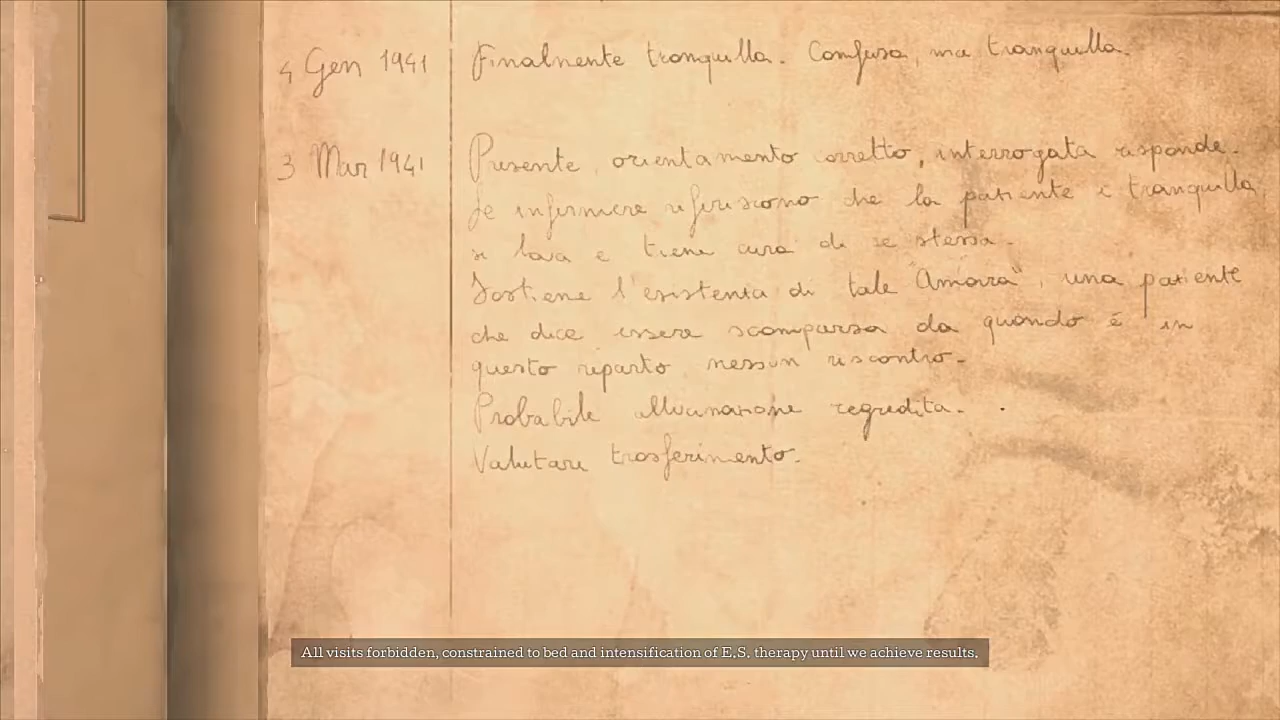 4 Gen 1941 Finalmente tranquilla. Confusa, ma tranquilla.
3 Mar 1941 Presente, orientamento corretto, interrogata risponde.
Le infermiere riferiscono che la paziente è tranquilla,
si lava e tiene cura di se stessa.
Sostiene l'esistenza di tale "Amara", una paziente
che dice essere scomparsa da quando é in
questo reparto, nessun riscontro.
Probabile allucinazione regredita.
Valutare trasferimento.
All visits forbidden, constrained to bed and intensification of E.S. therapy until we achieve results.